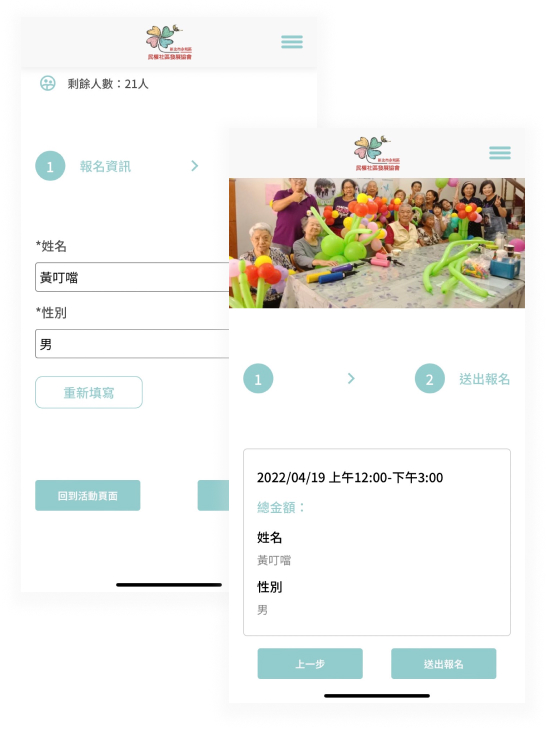 新北市永和區
民權社區發展協會
剩餘人數：21人
1
報名資訊
*姓名
黃叮噹
*性別
男
重新填寫
回到活動頁面
新北市永和區
民權社區發展協會
1
2
送出報名
2022/04/19 上午12:00-下午3:00
總金額：
姓名
黃叮噹
性別
男
上一步
送出報名